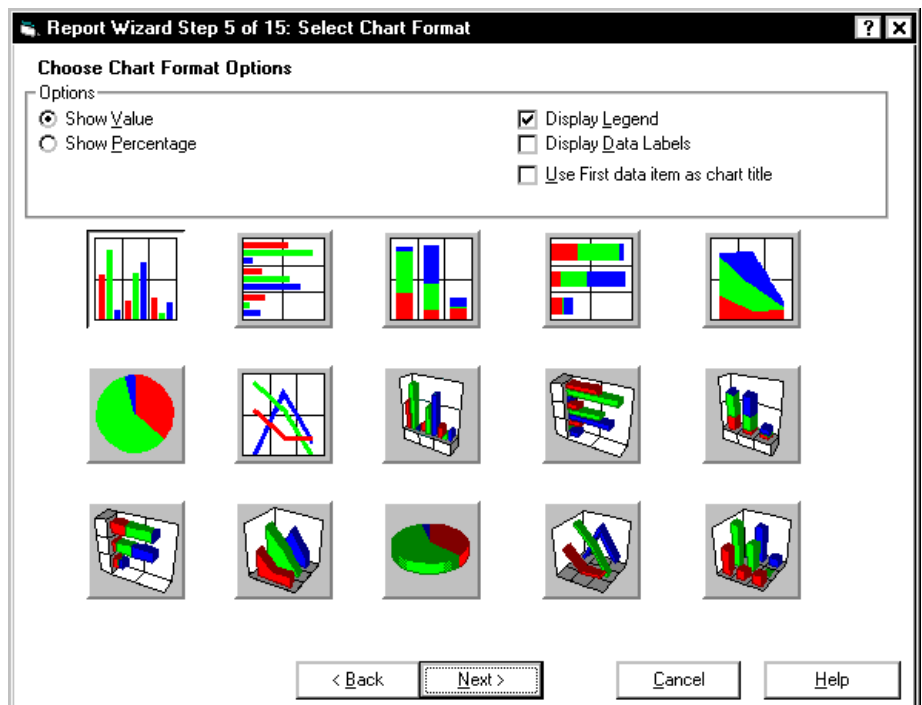 Report Wizard Step 5 of 15: Select Chart Format
Choose Chart Format Options
Options
Show Value
Show Percentage
Display Legend
Display Data Labels
Use First data item as chart title
< Back
Next >
Cancel
Help